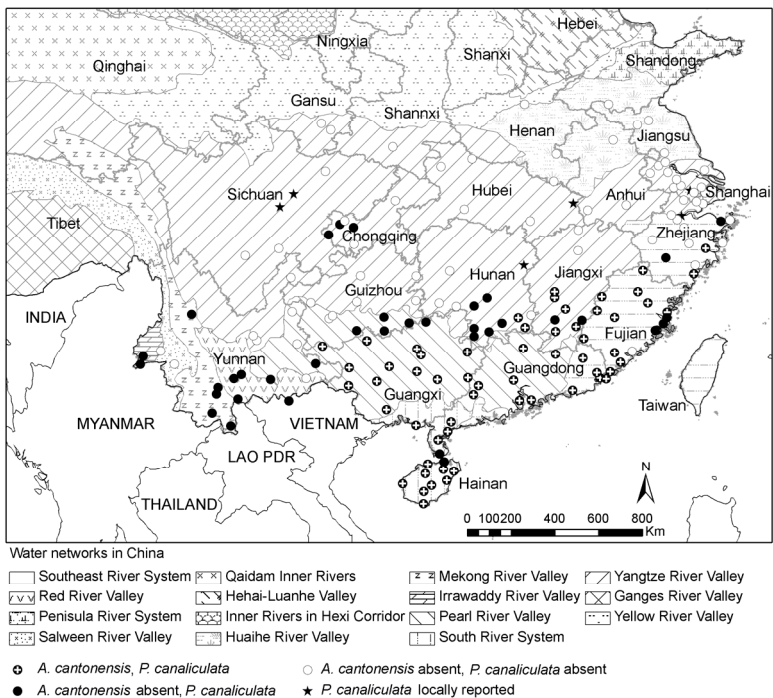 Hebei
Ningxia
Shanxi
Qinghai
Shandong
Gansu
Shannxi
Henan
Jiangsu
Sichuan
Hubei
Anhui
Shanghai
Tibet
Chongqing
Zhejiang
Hunan
Jiangxi
Guizhou
INDIA
Fujian
Yunnan
Guangdong
Guangxi
Taiwan
MYANMAR
VIETNAM
LAO PDR
Hainan
N
THAILAND
0 100 200 400 600 800
Km
Water networks in China
Southeast River System Qaidam Inner Rivers Mekong River Valley Yangtze River Valley
Red River Valley Hehai-Luanhe Valley Irrawaddy River Valley Ganges River Valley
Penisula River System Inner Rivers in Hexi Corridor Pearl River Valley Yellow River Valley
Salween River Valley Huaihe River Valley South River System
A. cantonensis, P. canaliculata A. cantonensis absent, P. canaliculata absent
A. cantonensis absent, P. canaliculata P. canaliculata locally reported